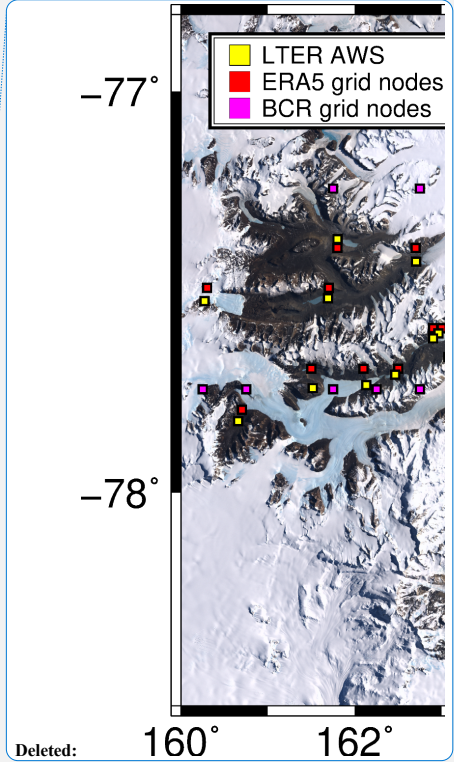 LTER AWS
ERA5 grid nodes
BCR grid nodes
−77°
−78°
160°
162°
Deleted: